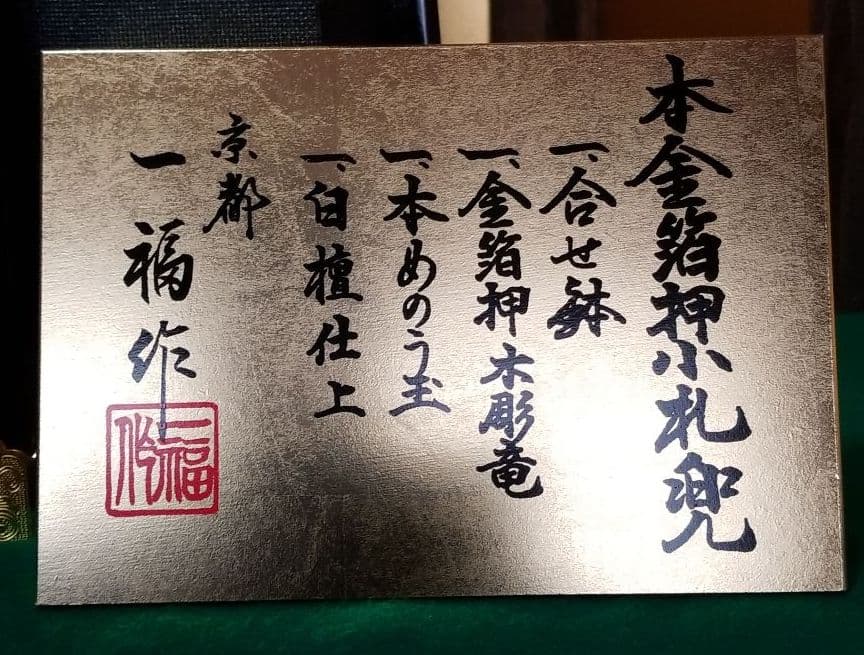 本金箔押小札兜
一、合せ鉢
一、金箔押木彫竜
一、本めのう玉
一、白檀仕上
京都
一福作
一福作